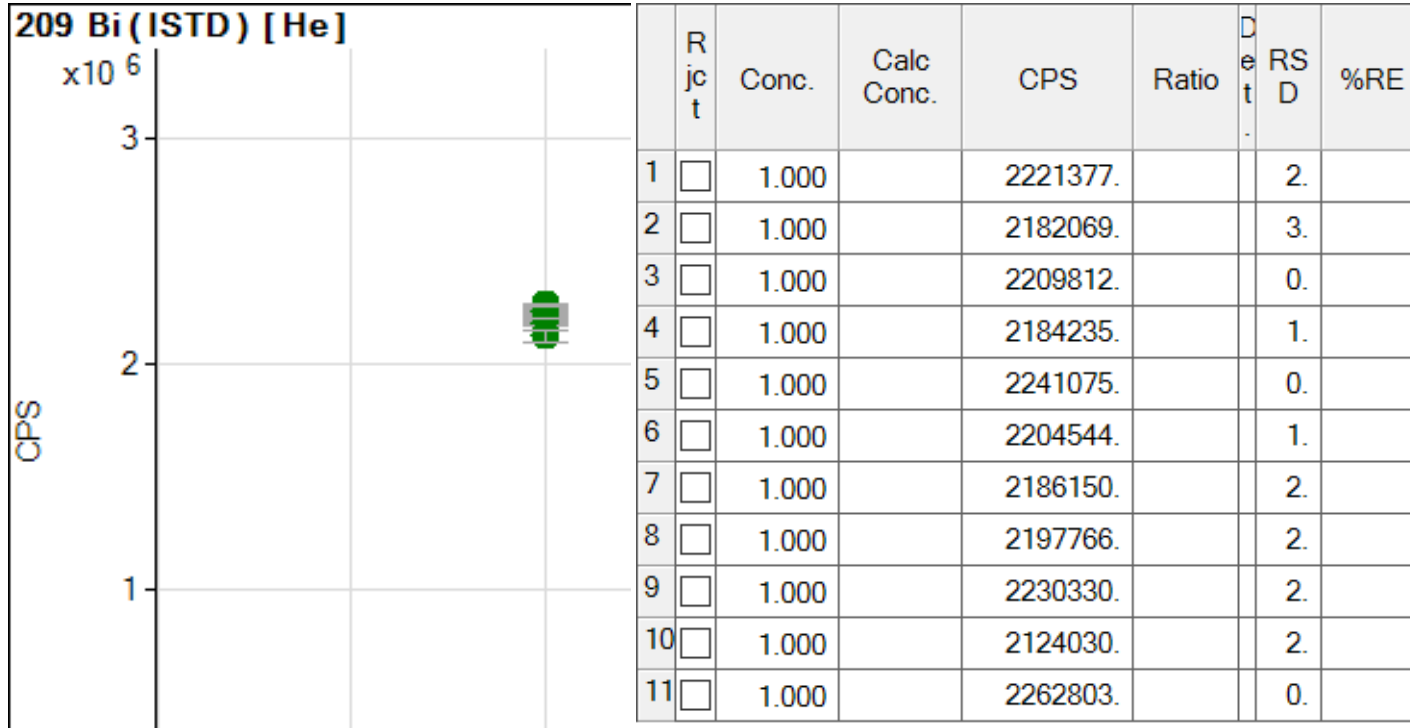 209 Bi ( ISTD ) [ He ]
x10 6
3
2
1
CPS
Rjct Conc. Calc Conc. CPS Ratio Det. RSD %RE
1 1.000 2221377. 2.
2 1.000 2182069. 3.
3 1.000 2209812. 0.
4 1.000 2184235. 1.
5 1.000 2241075. 0.
6 1.000 2204544. 1.
7 1.000 2186150. 2.
8 1.000 2197766. 2.
9 1.000 2230330. 2.
10 1.000 2124030. 2.
11 1.000 2262803. 0.